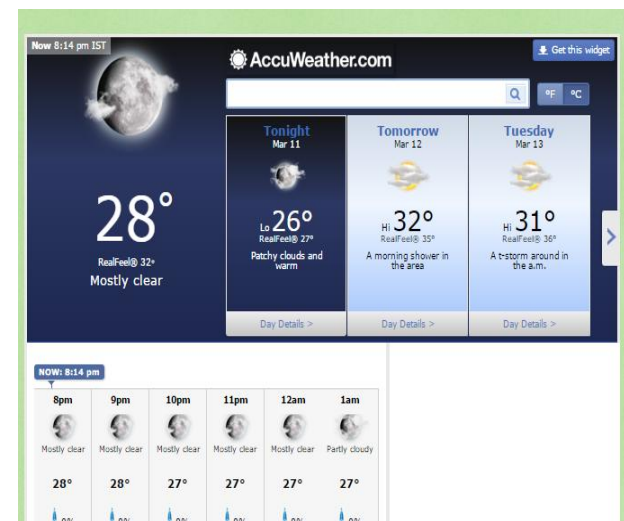 Now 8:14 pm IST
AccuWeather.com
Get this widget
°F °C
28°
RealFeel® 32°
Mostly clear
Tonight
Mar 11
Lo 26°
RealFeel® 27°
Patchy clouds and
warm
Day Details >
Tomorrow
Mar 12
Hi 32°
RealFeel® 35°
A morning shower in
the area
Day Details >
Tuesday
Mar 13
Hi 31°
RealFeel® 36°
A t-storm around in
the a.m.
Day Details >
NOW: 8:14 pm
8pm 9pm 10pm 11pm 12am 1am
Mostly clear Mostly clear Mostly clear Mostly clear Mostly clear Partly cloudy
28° 28° 27° 27° 27° 27°